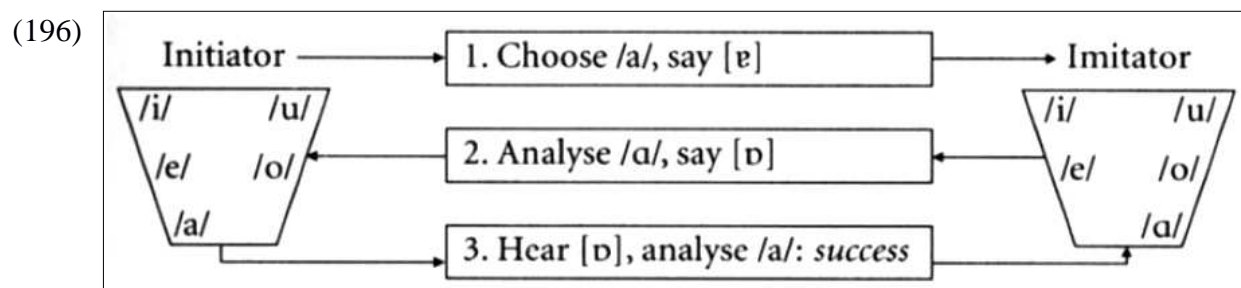 (196)
Initiator 1. Choose /a/, say [ɐ] Imitator
/i/ /u/ /i/ /u/
2. Analyse /ɑ/, say [ɒ]
/e/ /o/ /e/ /o/
/a/ /ɑ/
3. Hear [ɒ], analyse /a/: success